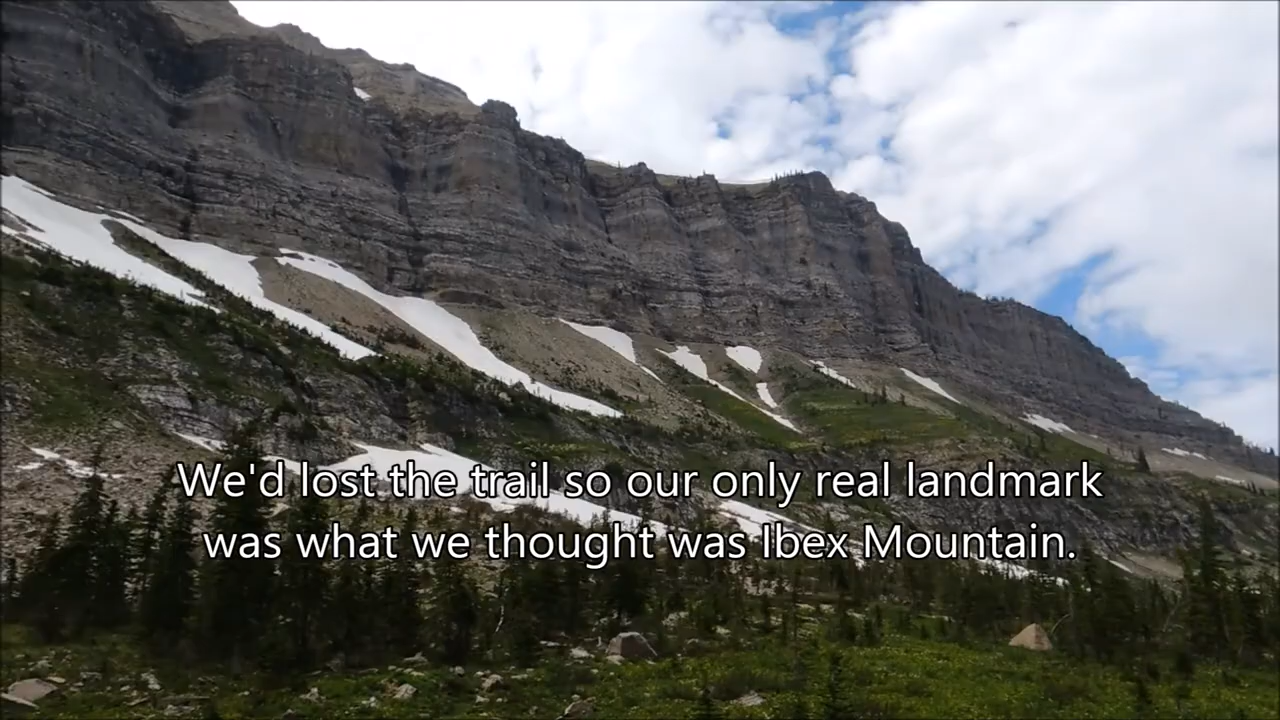 We'd lost the trail so our only real landmark
was what we thought was Ibex Mountain.